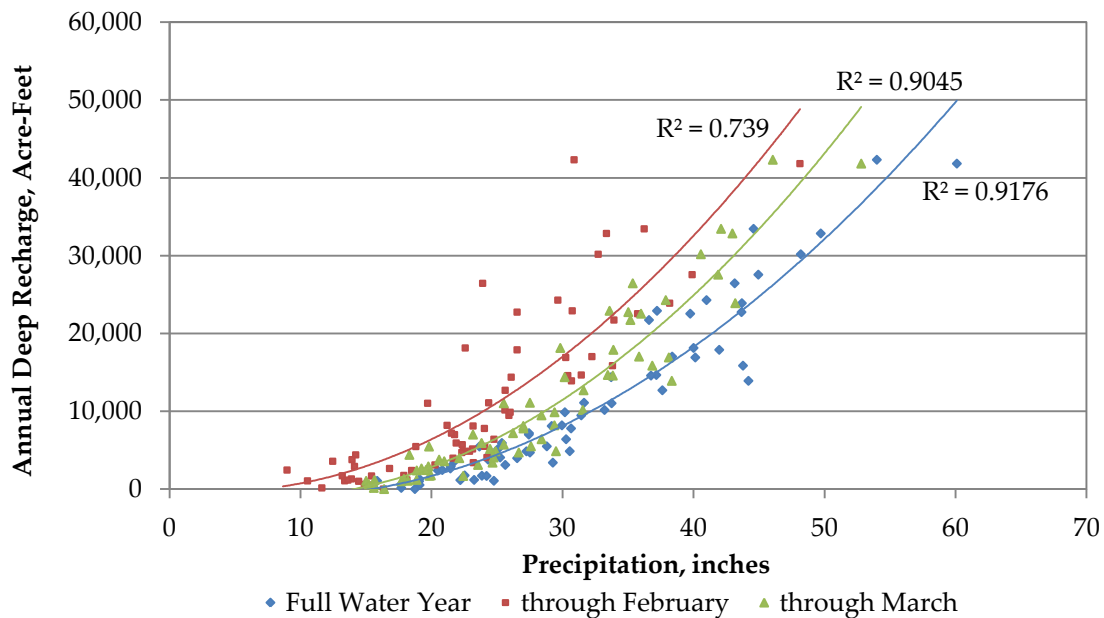 60,000
50,000
40,000
30,000
20,000
10,000
0
Annual Deep Recharge, Acre-Feet
R² = 0.9045
R² = 0.739
R² = 0.9176
0 10 20 30 40 50 60 70
Precipitation, inches
Full Water Year through February through March